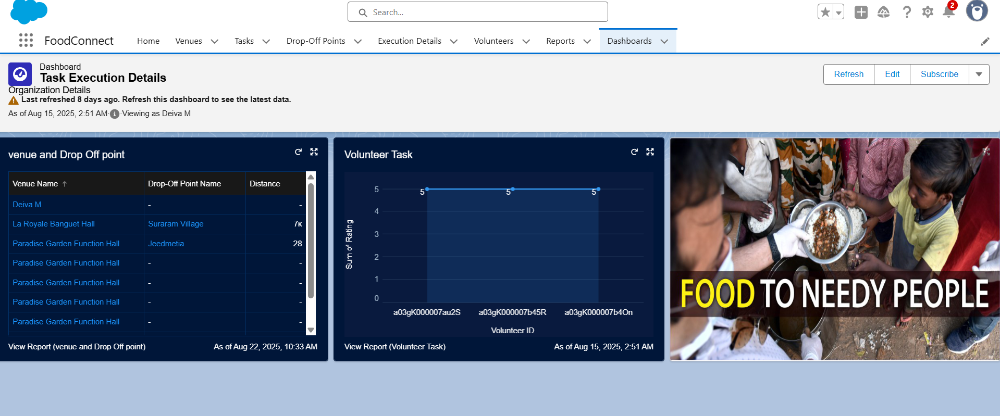 Search...
2
FoodConnect
Home
Venues
Tasks
Drop-Off Points
Execution Details
Volunteers
Reports
Dashboards
Dashboard
Task Execution Details
Organization Details
Last refreshed 8 days ago. Refresh this dashboard to see the latest data.
As of Aug 15, 2025, 2:51 AM·Viewing as Deiva M
Refresh
Edit
Subscribe
venue and Drop Off point
Venue Name Drop-Off Point Name Distance
Deiva M - -
La Royale Banguet Hall Suraram Village 7K
Paradise Garden Function Hall Jeedmetia 28
Paradise Garden Function Hall - -
Paradise Garden Function Hall - -
Paradise Garden Function Hall - -
Paradise Garden Function Hall - -
View Report (venue and Drop Off point) As of Aug 22, 2025, 10:33 AM
Volunteer Task
Sum of Rating
5
4
3
2
1
0
5 5 5
a03gK000007au2S a03gK000007b45R a03gK000007b4On
Volunteer ID
View Report (Volunteer Task) As of Aug 15, 2025, 2:51 AM
FOOD TO NEEDY PEOPLE